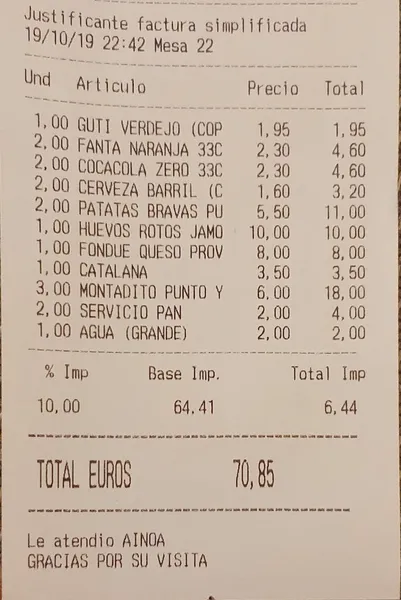 Justificante factura simplificada
19/10/19 22:42 Mesa 22
Und Articulo Precio Total
1,00 GUTI VERDEJO (COP 1,95 1,95
2,00 FANTA NARANJA 33C 2,30 4,60
2,00 COCACOLA ZERO 33C 2,30 4,60
2,00 CERVEZA BARRIL (C 1,60 3,20
2,00 PATATAS BRAVAS PU 5,50 11,00
1,00 HUEVOS ROTOS JAMO 10,00 10,00
1,00 FONDUE QUESO PROV 8,00 8,00
1,00 CATALANA 3,50 3,50
3,00 MONTADITO PUNTO Y 6,00 18,00
2,00 SERVICIO PAN 2,00 4,00
1,00 AGUA (GRANDE) 2,00 2,00
% Imp Base Imp. Total Imp
10,00 64,41 6,44
TOTAL EUROS 70,85
Le atendio AINOA
GRACIAS POR SU VISITA